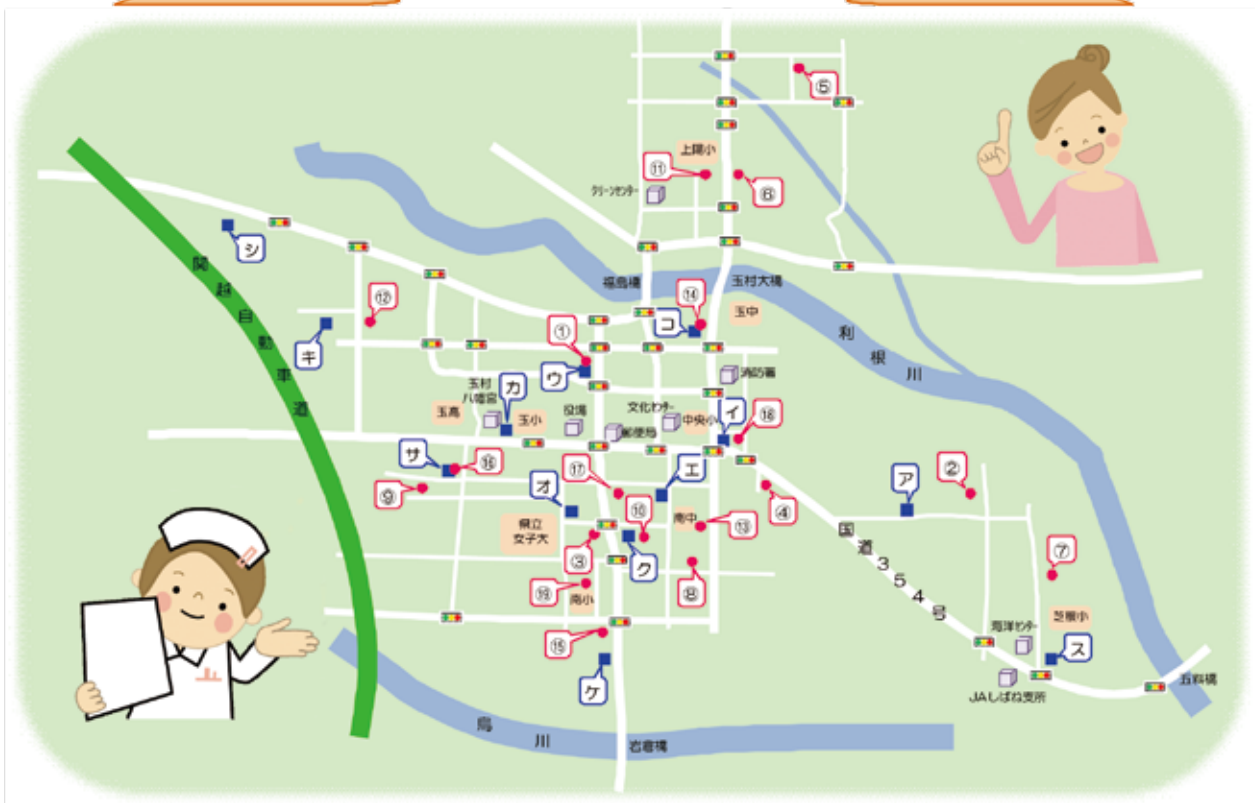 ⑤
上陽小
⑪
⑥
クリーンセンター
シ
関越自動車道
福島橋
玉村大橋
⑫
⑭
コ
玉中
①
利根川
キ
ウ
消防署
玉村
八幡宮
カ
玉高
玉小
役場
文化センター
中央小
イ
⑱
郵便局
サ
⑯
⑰
エ
②
ア
⑨
オ
⑩
④
県立
女子大
南中
⑬
③
ク
国道354号
⑦
⑧
⑲
南小
海洋センター
芝根小
⑮
ス
ケ
JAしばね支所
五料橋
烏川
岩倉橋